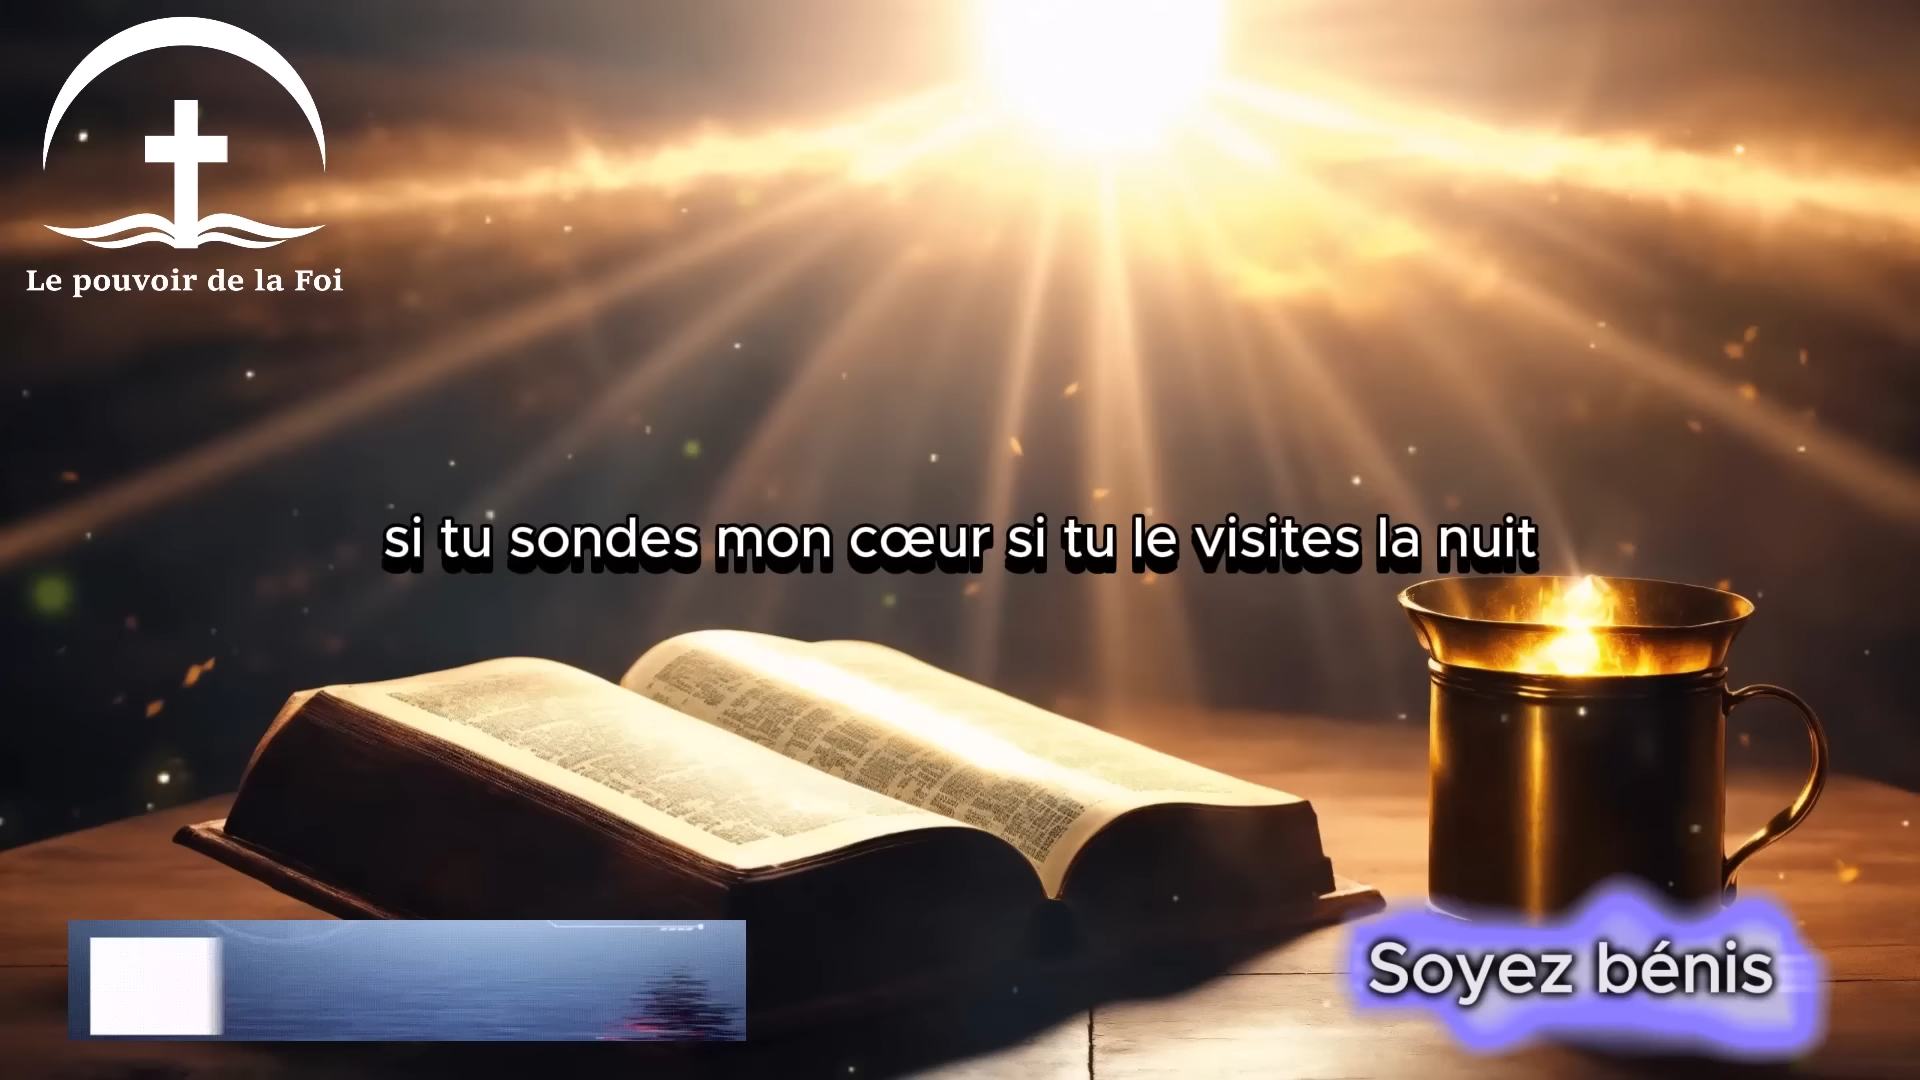 Le pouvoir de la Foi
si tu sondes mon cœur si tu le visites la nuit
Soyez bénis